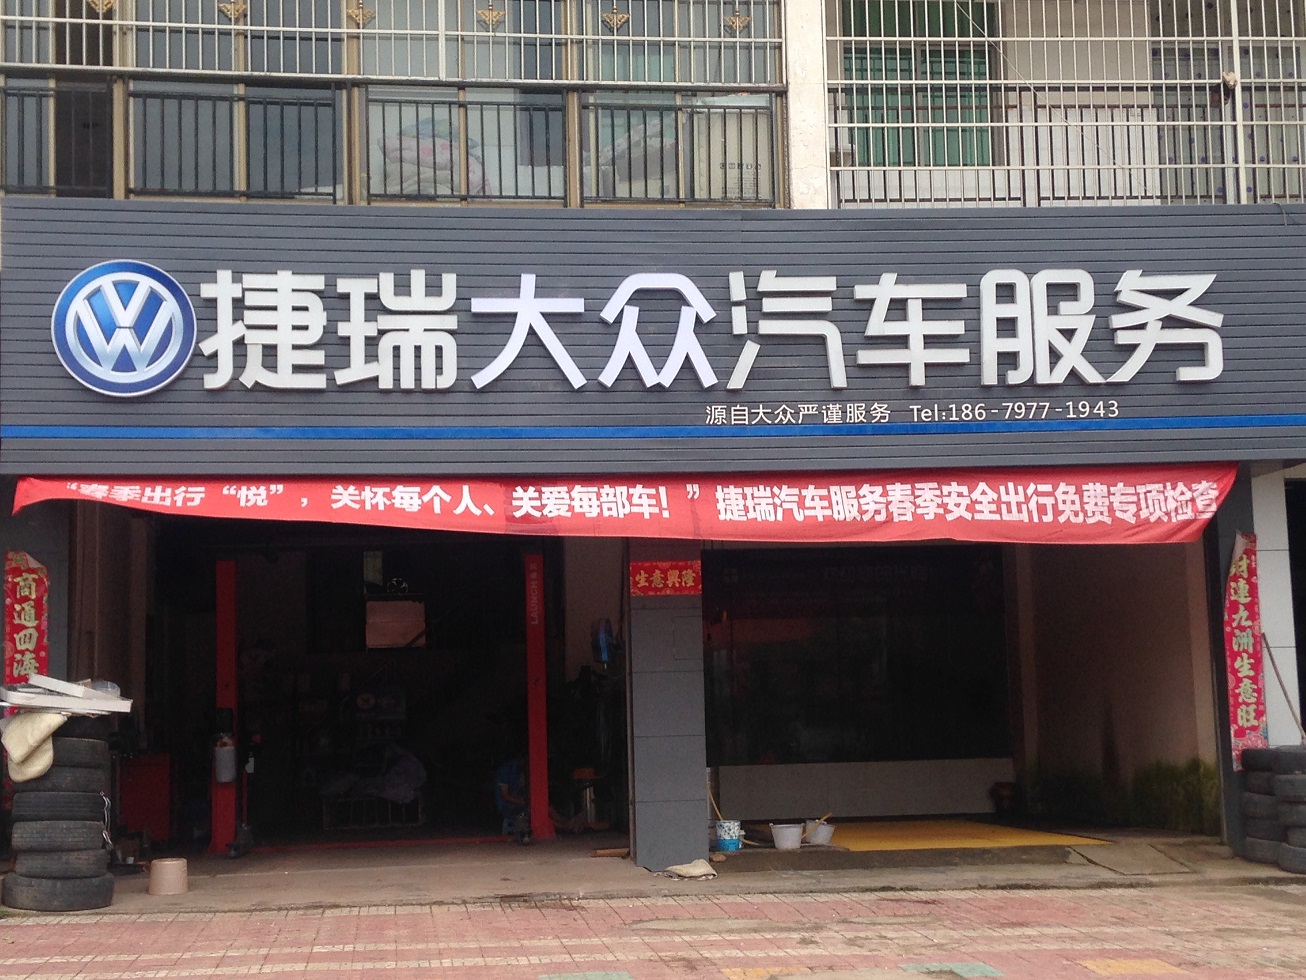 捷瑞大众汽车服务
源自大众严谨服务 Tel:186-7977-1943
“春季出行“悦”，关怀每个人、关爱每部车！”捷瑞汽车服务春季安全出行免费专项检查
生意興隆
商通四海
財連九洲生意旺
LAUNCH